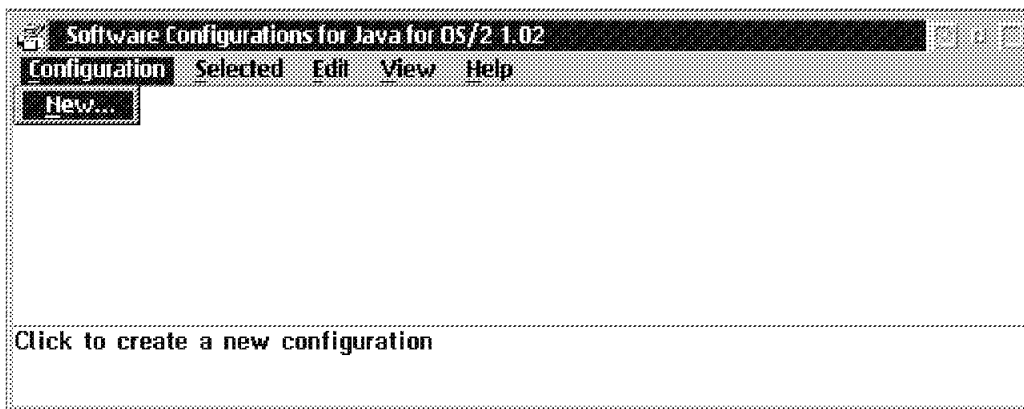 Software Configurations for Java for OS/2 1.02
Configuration Selected Edit View Help
New...
Click to create a new configuration